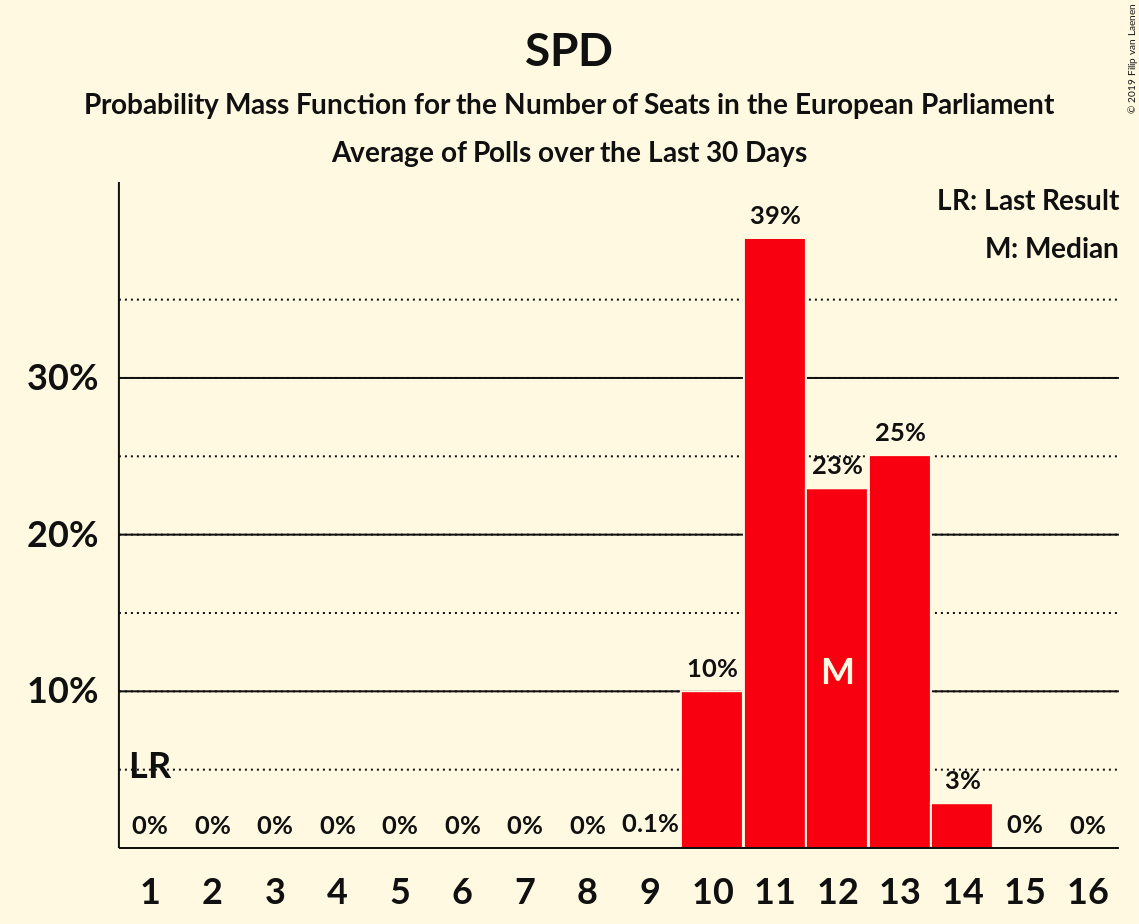 SPD
Probability Mass Function for the Number of Seats in the European Parliament
Average of Polls over the Last 30 Days
© 2019 Filip van Laenen
LR: Last Result
M: Median
39%
30%
25%
23%
20%
10%
M
10%
LR
3%
0% 0% 0% 0% 0% 0% 0% 0% 0.1% 0% 0%
1 2 3 4 5 6 7 8 9 10 11 12 13 14 15 16